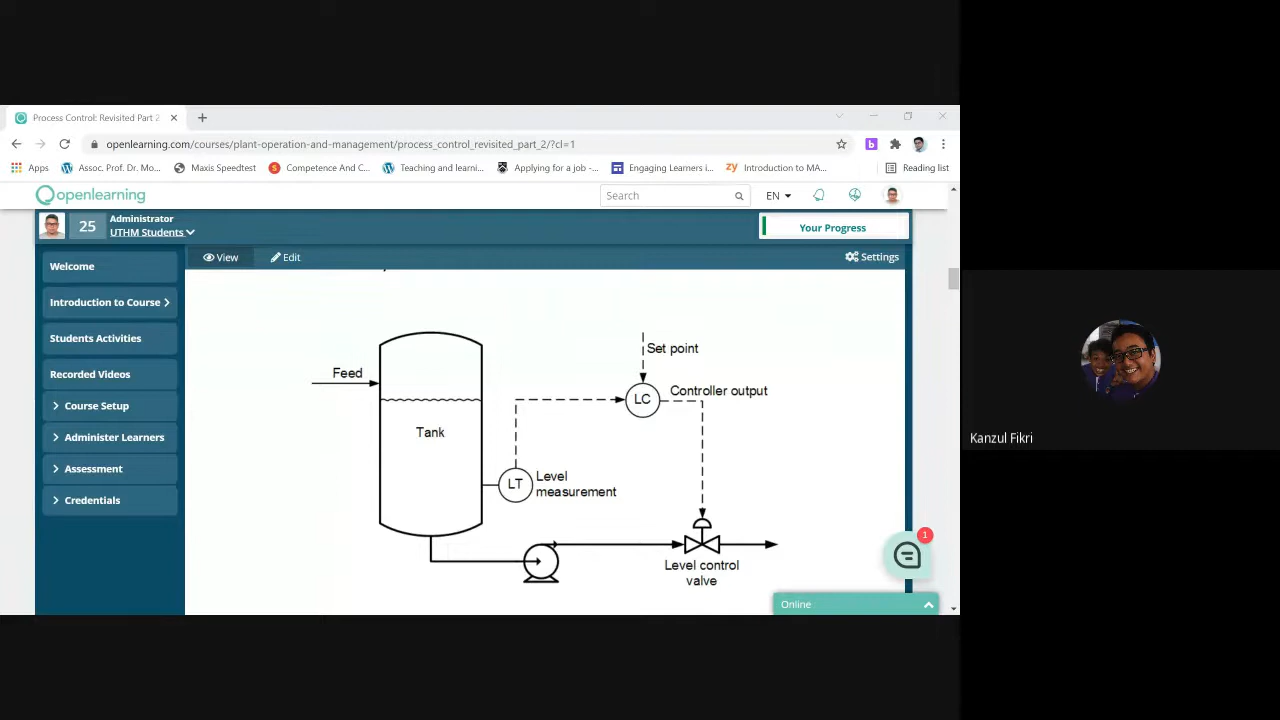 Process Control: Revisited Part 2
openlearning.com/courses/plant-operation-and-management/process_control_revisited_part_2/?cl=1
Apps
Assoc. Prof. Dr. Mo...
Maxis Speedtest
Competence And C...
Teaching and learni...
Applying for a job -...
Engaging Learners i...
zy Introduction to MA...
Reading list
openlearning
Search
EN
25
Administrator
UTHM Students
Your Progress
View
Edit
Settings
Welcome
Introduction to Course
Students Activities
Recorded Videos
Course Setup
Administer Learners
Assessment
Credentials
Set point
Feed
LC
Controller output
Tank
LT
Level
measurement
Level control
valve
1
Online
Kanzul Fikri